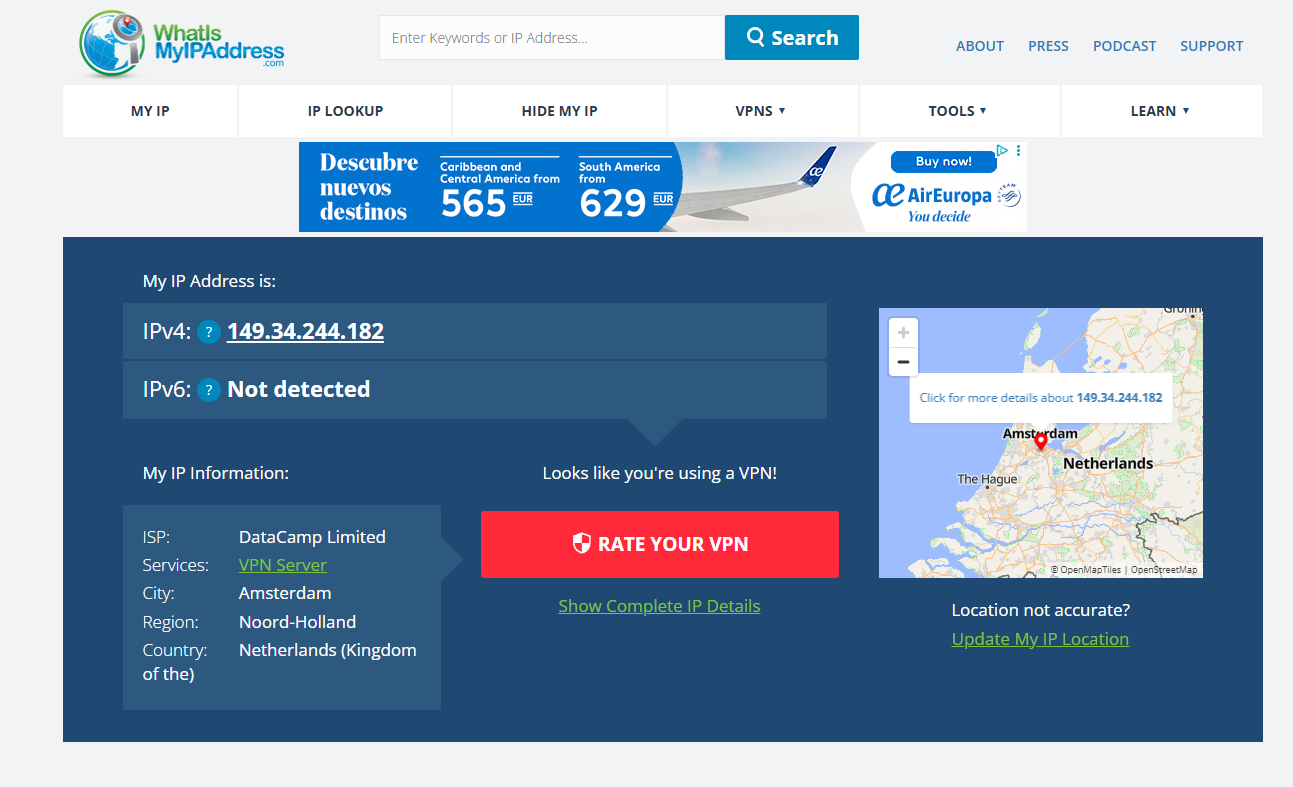 WhatIs
MyIPAddress
.com
Enter Keywords or IP Address...
Search
ABOUT PRESS PODCAST SUPPORT
MY IP IP LOOKUP HIDE MY IP VPNS TOOLS LEARN
Descubre
nuevos
destinos
Caribbean and
Central America from
565 EUR
South America
from
629 EUR
Buy now!
AirEuropa
You decide
My IP Address is:
IPv4: ? 149.34.244.182
IPv6: ? Not detected
My IP Information:
ISP: DataCamp Limited
Services: VPN Server
City: Amsterdam
Region: Noord-Holland
Country: Netherlands (Kingdom
of the)
Looks like you're using a VPN!
RATE YOUR VPN
Show Complete IP Details
Click for more details about 149.34.244.182
Amsterdam
Netherlands
The Hague
© OpenMapTiles | OpenStreetMap
Location not accurate?
Update My IP Location